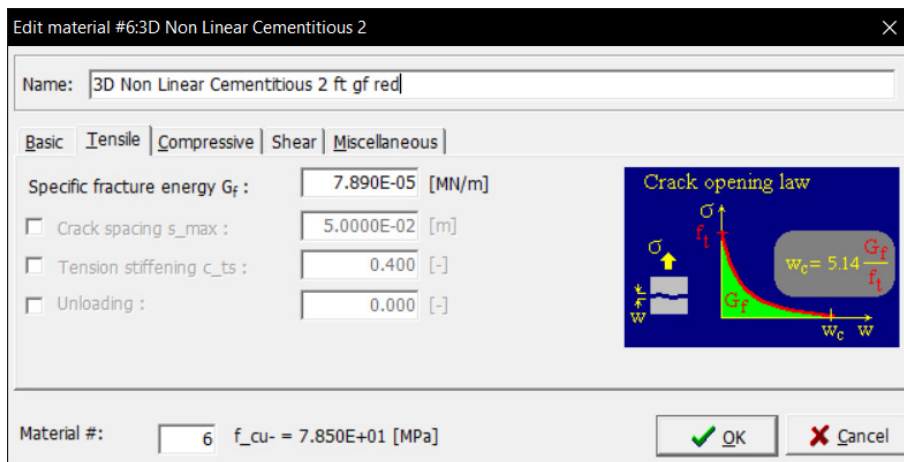 Edit material #6:3D Non Linear Cementitious 2
Name: 3D Non Linear Cementitious 2 ft gf red
Basic Tensile Compressive Shear Miscellaneous
Specific fracture energy Gf : 7.890E-05 [MN/m]
Crack spacing s_max : 5.0000E-02 [m]
Tension stiffening c_ts : 0.400 [-]
Unloading : 0.000 [-]
Crack opening law
σ
ft
σ
wc = 5.14 Gf/ft
Gf
w
wc w
Material #: 6 f_cu- = 7.850E+01 [MPa]
OK Cancel